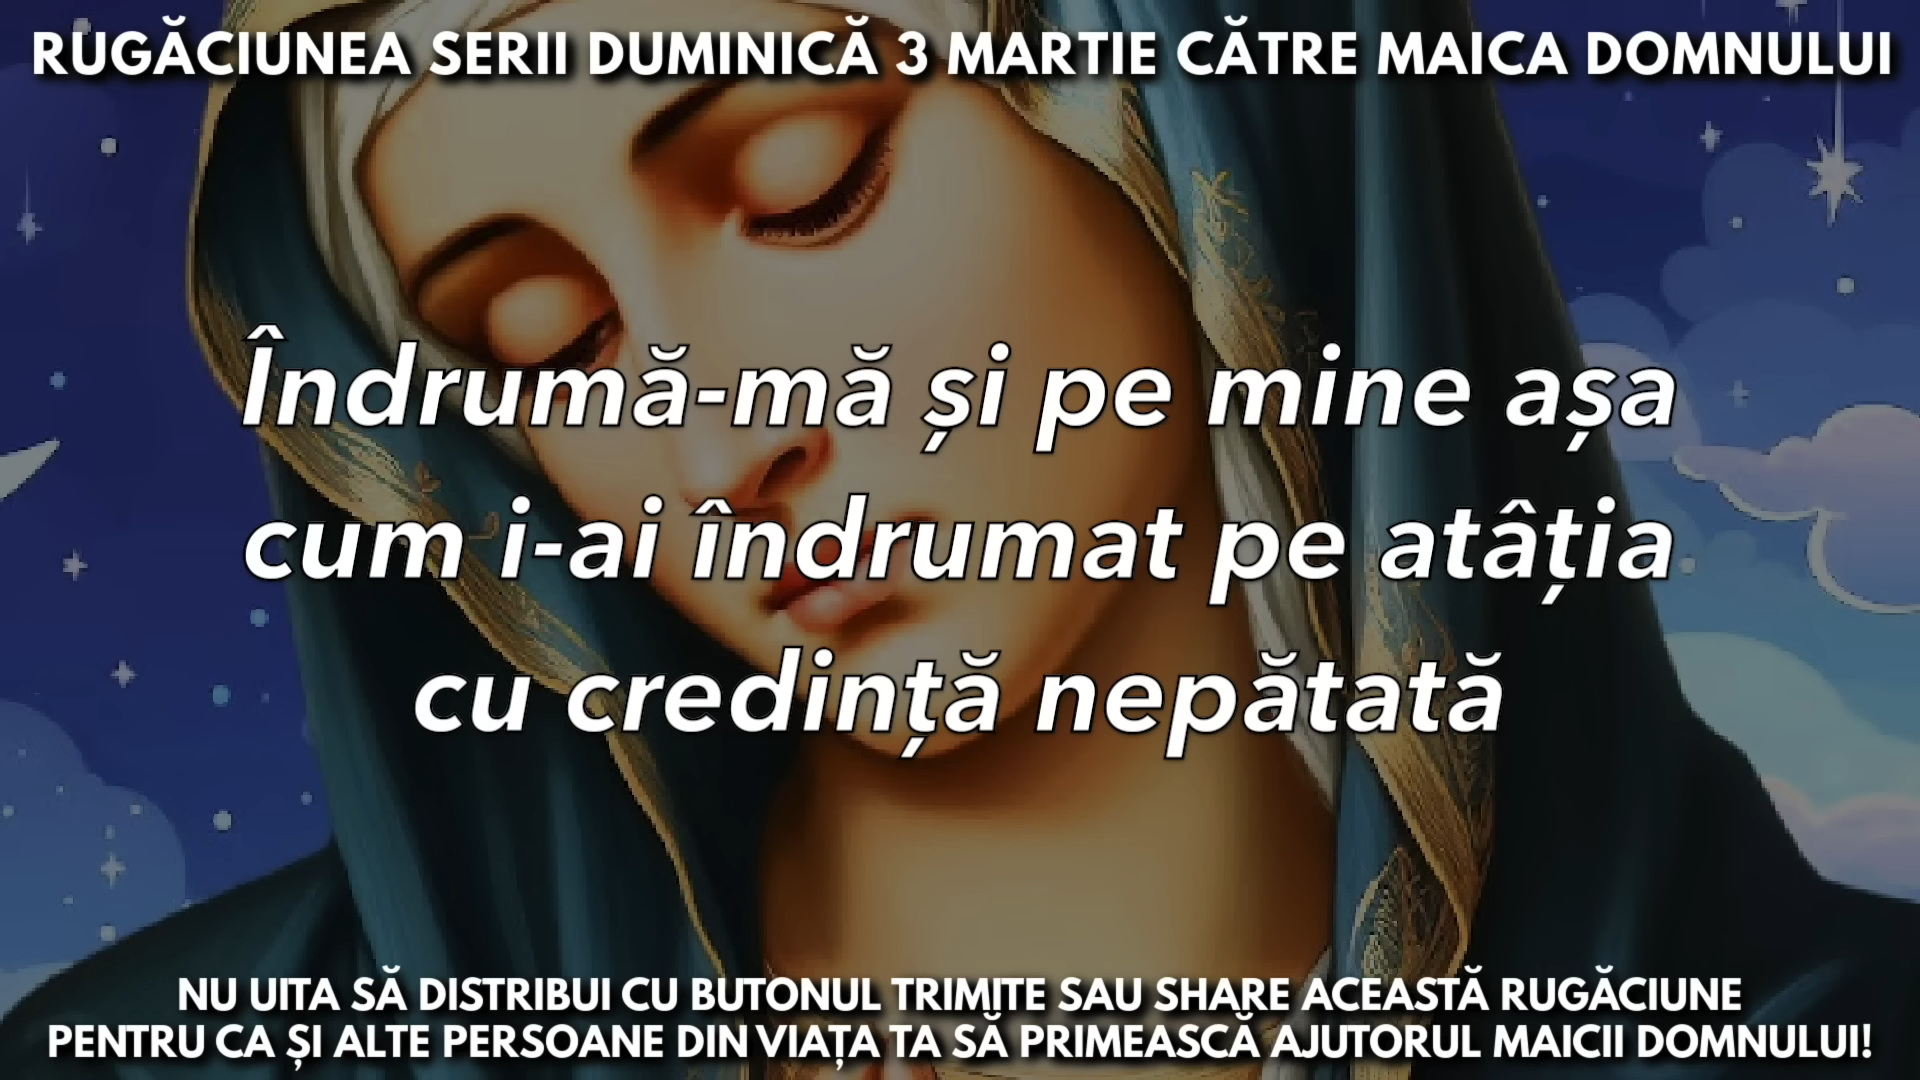 RUGĂCIUNEA SERII DUMINICĂ 3 MARTIE CĂTRE MAICA DOMNULUI
Îndrumă-mă și pe mine așa
cum i-ai îndrumat pe atâția
cu credință nepătată
NU UITA SĂ DISTRIBUI CU BUTONUL TRIMITE SAU SHARE ACEASTĂ RUGĂCIUNE
PENTRU CA ȘI ALTE PERSOANE DIN VIAȚA TA SĂ PRIMEASCĂ AJUTORUL MAICII DOMNULUI!